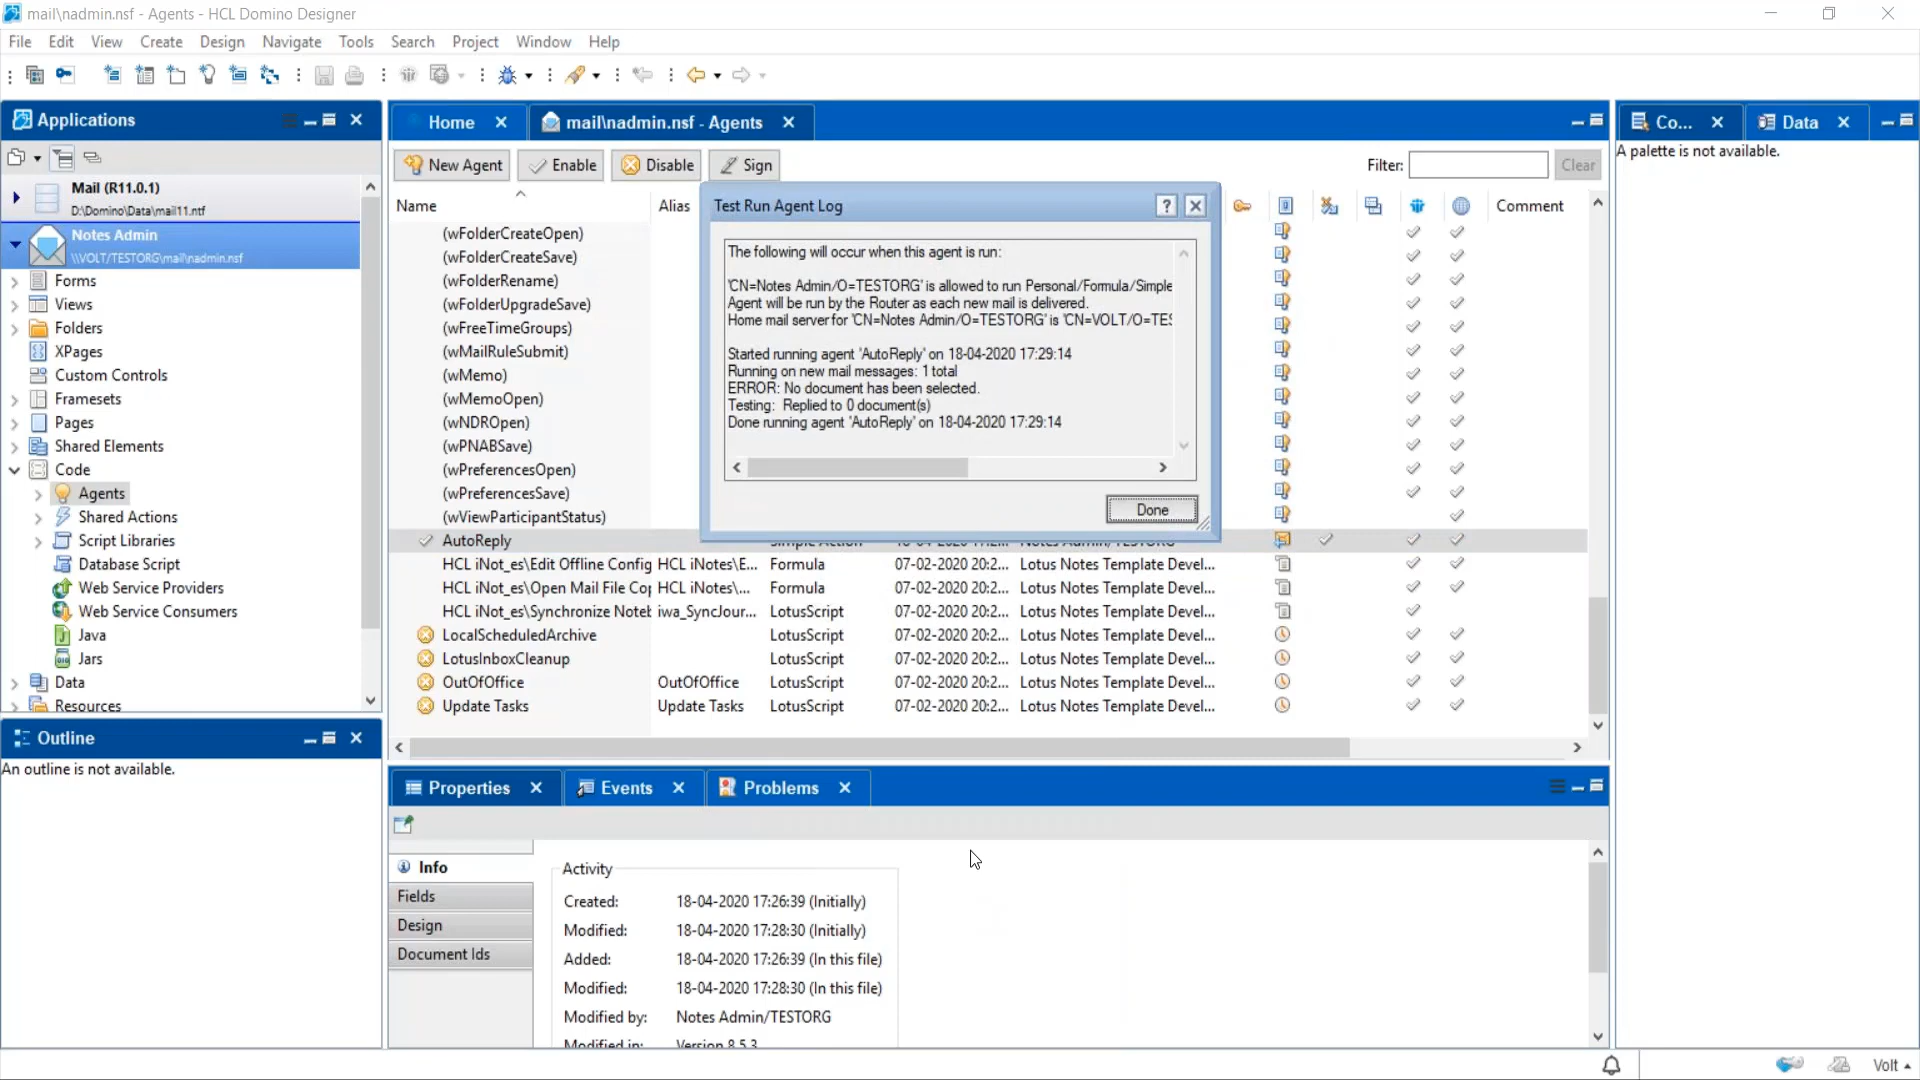 mail\nadmin.nsf - Agents - HCL Domino Designer
File Edit View Create Design Navigate Tools Search Project Window Help
Applications
Mail (R11.0.1)
D:\Domino\Data\mail11.ntf
Notes Admin
\\VOLT/TESTORG\mail\nadmin.nsf
Forms
Views
Folders
XPages
Custom Controls
Framesets
Pages
Shared Elements
Code
Agents
Shared Actions
Script Libraries
Database Script
Web Service Providers
Web Service Consumers
Java
Jars
Data
Resources
Outline
An outline is not available.
Home mail\nadmin.nsf - Agents
New Agent Enable Disable Sign Filter: Clear
Name Alias Comment
(wFolderCreateOpen)
(wFolderCreateSave)
(wFolderRename)
(wFolderUpgradeSave)
(wFreeTimeGroups)
(wMailRuleSubmit)
(wMemo)
(wMemoOpen)
(wNDROpen)
(wPNABSave)
(wPreferencesOpen)
(wPreferencesSave)
(wViewParticipantStatus)
AutoReply
HCL iNot_es\Edit Offline Config HCL iNotes\E... Formula 07-02-2020 20:2... Lotus Notes Template Devel...
HCL iNot_es\Open Mail File Cop HCL iNotes\... Formula 07-02-2020 20:2... Lotus Notes Template Devel...
HCL iNot_es\Synchronize Noteb iwa_SyncJour... LotusScript 07-02-2020 20:2... Lotus Notes Template Devel...
LocalScheduledArchive LotusScript 07-02-2020 20:2... Lotus Notes Template Devel...
LotusInboxCleanup LotusScript 07-02-2020 20:2... Lotus Notes Template Devel...
OutOfOffice OutOfOffice LotusScript 07-02-2020 20:2... Lotus Notes Template Devel...
Update Tasks Update Tasks LotusScript 07-02-2020 20:2... Lotus Notes Template Devel...
Test Run Agent Log
The following will occur when this agent is run:
'CN=Notes Admin/O=TESTORG' is allowed to run Personal/Formula/Simple
Agent will be run by the Router as each new mail is delivered.
Home mail server for 'CN=Notes Admin/O=TESTORG' is 'CN=VOLT/O=TES
Started running agent 'AutoReply' on 18-04-2020 17:29:14
Running on new mail messages: 1 total
ERROR: No document has been selected.
Testing: Replied to 0 document(s)
Done running agent 'AutoReply' on 18-04-2020 17:29:14
Done
Properties Events Problems
Info
Fields
Design
Document Ids
Activity
Created: 18-04-2020 17:26:39 (Initially)
Modified: 18-04-2020 17:28:30 (Initially)
Added: 18-04-2020 17:26:39 (In this file)
Modified: 18-04-2020 17:28:30 (In this file)
Modified by: Notes Admin/TESTORG
Modified in: Version 8.5.3
Co... Data
A palette is not available.
Volt